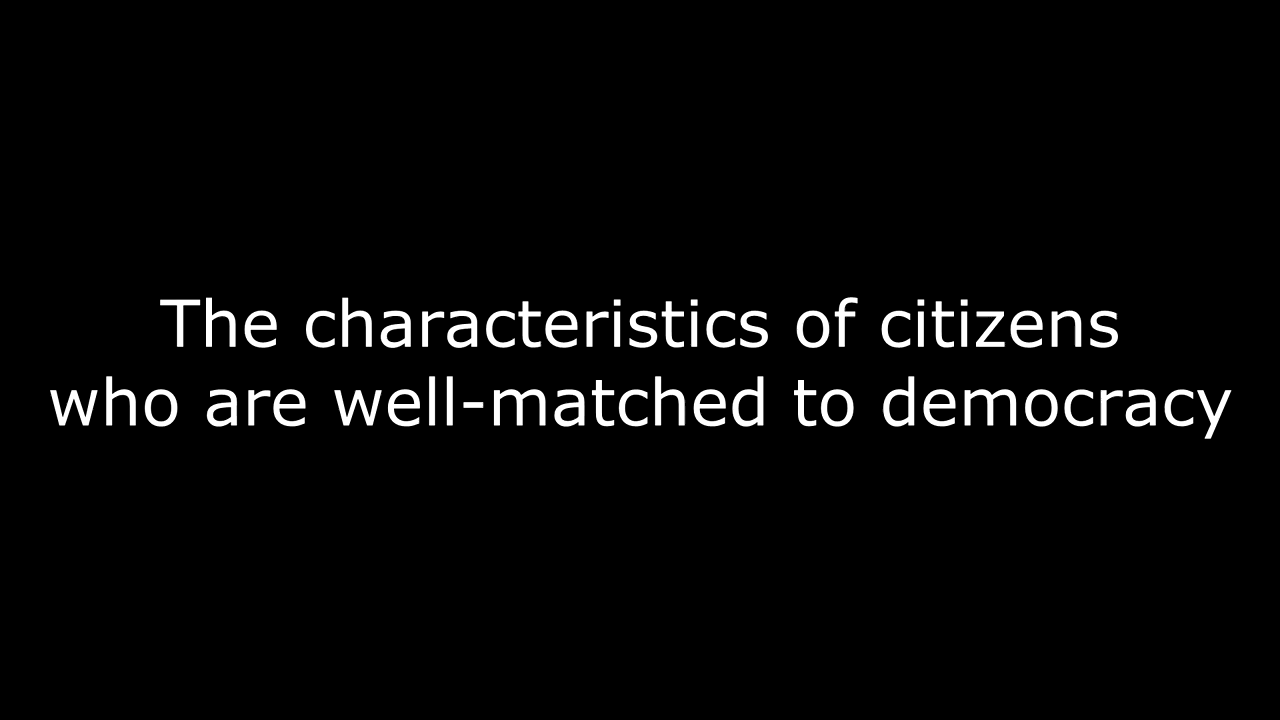 The characteristics of citizens
who are well-matched to democracy